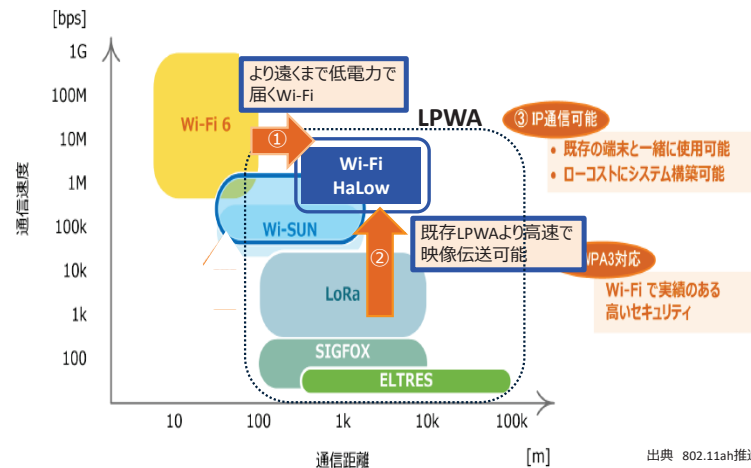 [bps]
1G
100M
10M
1M
100k
10k
1k
100
通信速度
より遠くまで低電力で
届くWi-Fi
Wi-Fi 6
①
LPWA
Wi-Fi
HaLow
③ IP通信可能
• 既存の端末と一緒に使用可能
• ローコストにシステム構築可能
Wi-SUN
既存LPWAより高速で
映像伝送可能
②
WPA3対応
Wi-Fi で実績のある
高いセキュリティ
LoRa
SIGFOX
ELTRES
10
100
1k
10k
100k
通信距離
[m]
出典 802.11ah推